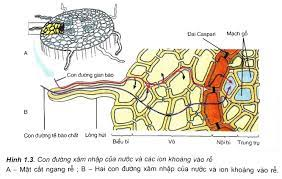 Đai Caspari
Mạch gỗ
A
Con đường gian bào
B
Con đường tế bào chất
Lông hút
Biểu bì
Vỏ
Nội bì
Trung trụ
Hình 1.3. Con đường xâm nhập của nước và các ion khoáng vào rễ
A – Mặt cắt ngang rễ ; B – Hai con đường xâm nhập của nước và ion khoáng vào rễ.